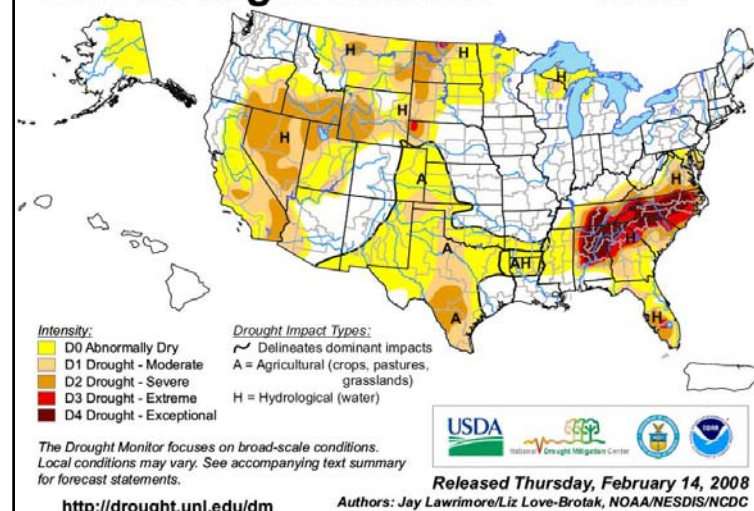 H
H
H
H
H
A
H
A
AH
H
H
A
Intensity:
D0 Abnormally Dry
D1 Drought - Moderate
D2 Drought - Severe
D3 Drought - Extreme
D4 Drought - Exceptional
Drought Impact Types:
Delineates dominant impacts
A = Agricultural (crops, pastures,
grasslands)
H = Hydrological (water)
USDA
National Drought Mitigation Center
NOAA
The Drought Monitor focuses on broad-scale conditions.
Local conditions may vary. See accompanying text summary
for forecast statements.
Released Thursday, February 14, 2008
Authors: Jay Lawrimore/Liz Love-Brotak, NOAA/NESDIS/NCDC
http://drought.unl.edu/dm